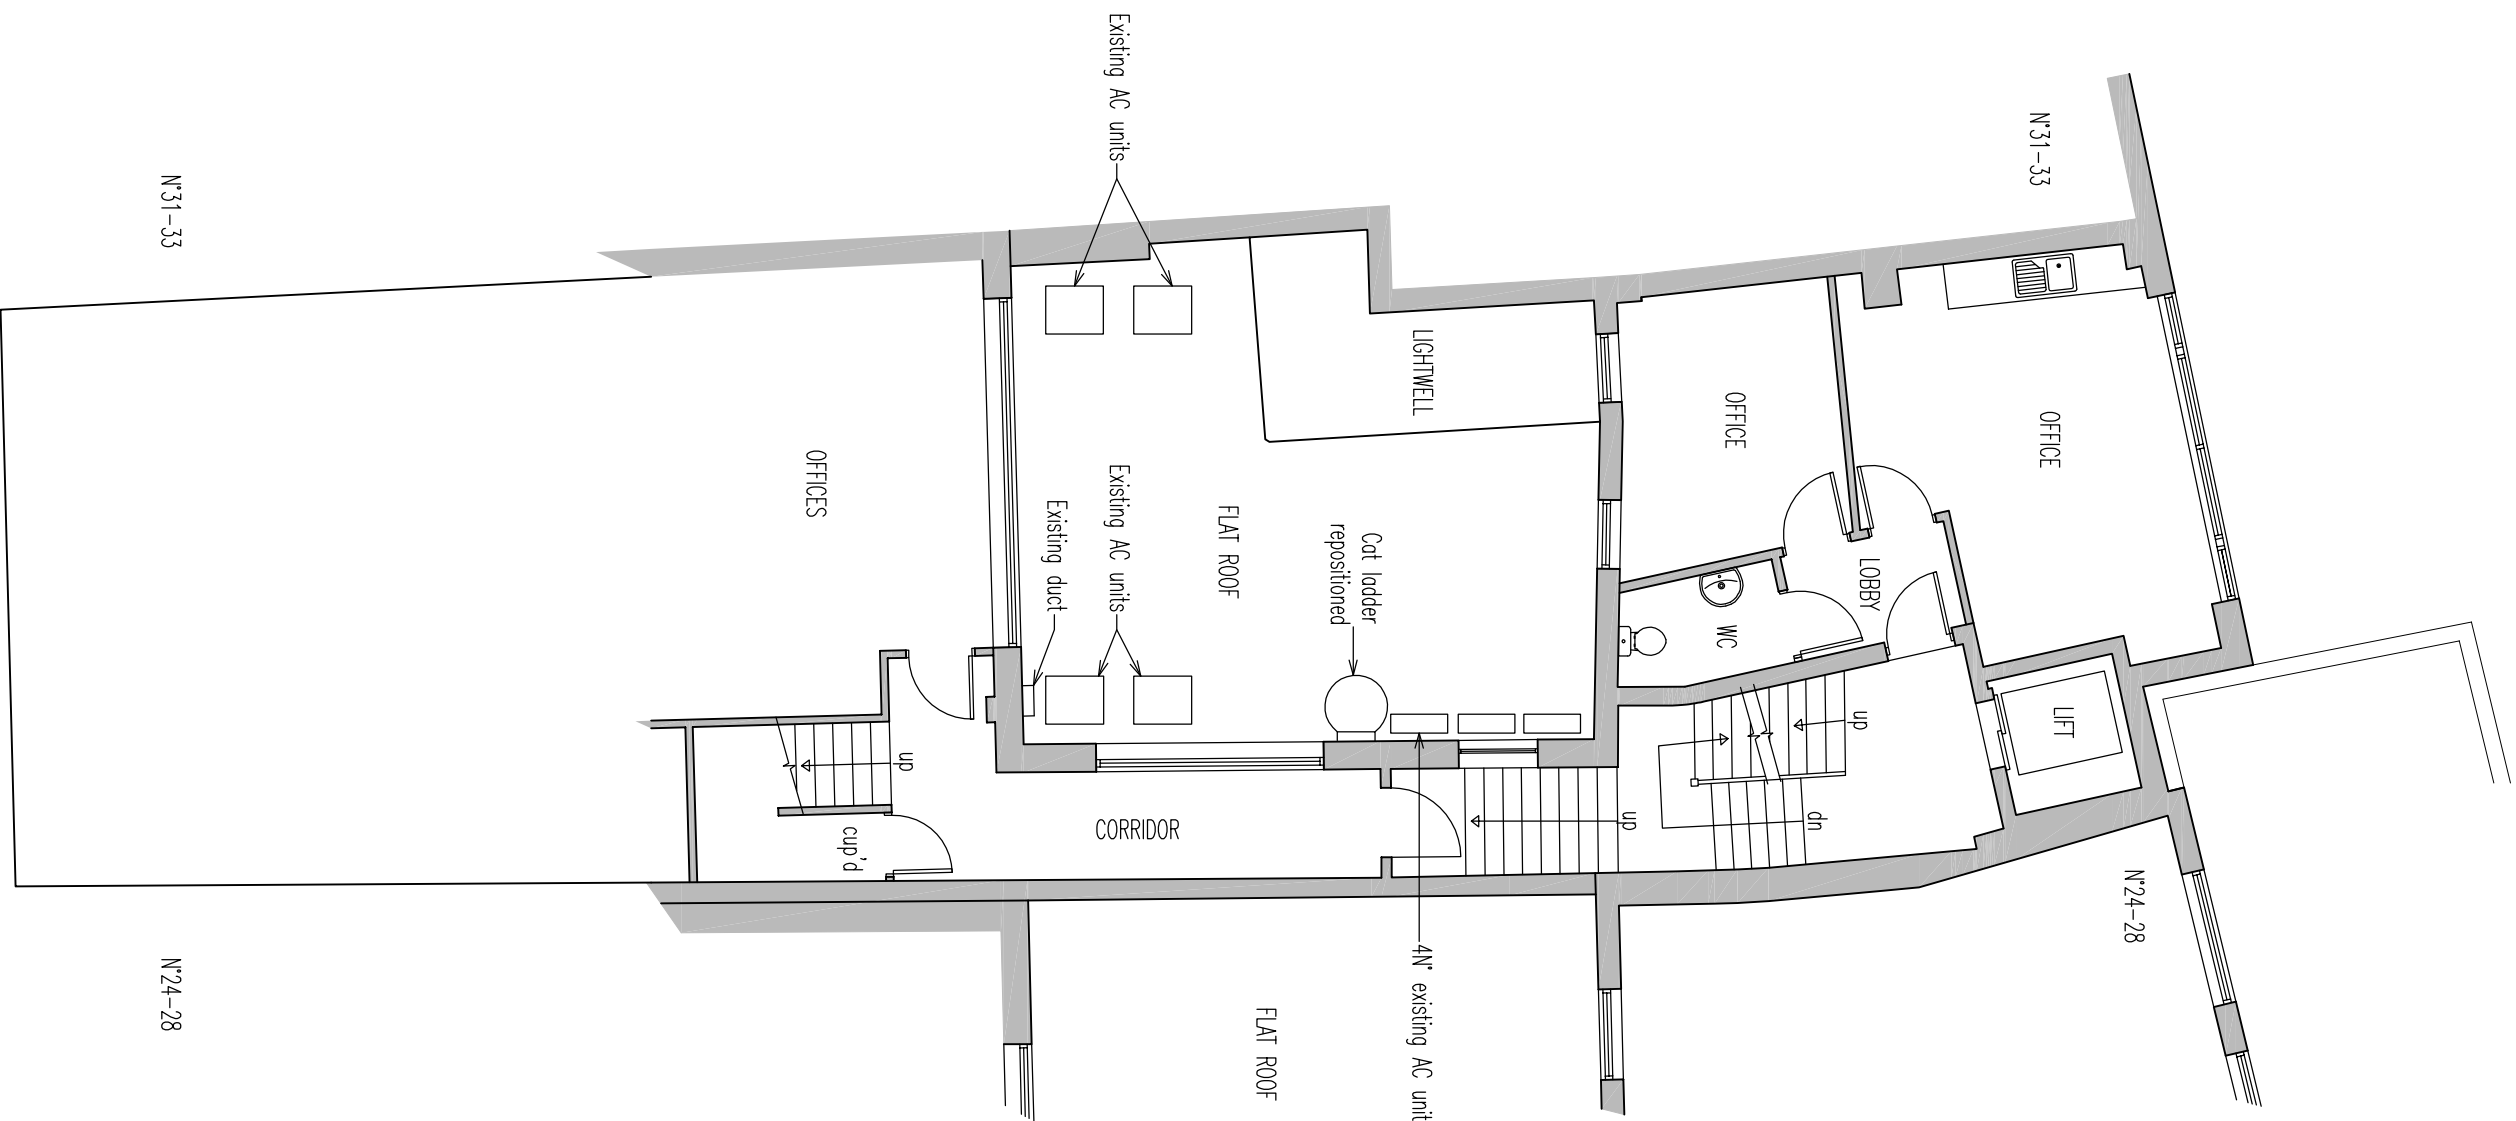 Existing AC units
N°31-33
N°31-33
LIGHTWELL
OFFICE
OFFICE
OFFICES
Existing AC units
Existing duct
FLAT ROOF
Cat ladder
repositioned
LOBBY
WC
LIFT
up
up
up
dn
cup'd
CORRIDOR
N°24-28
N°24-28
4N° existing AC unit
FLAT ROOF